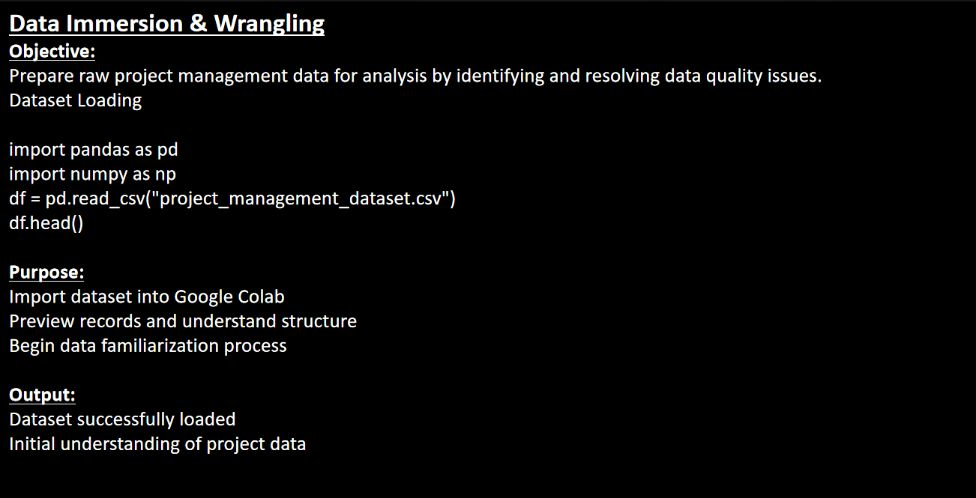 Data Immersion & Wrangling
Objective:
Prepare raw project management data for analysis by identifying and resolving data quality issues.
Dataset Loading
import pandas as pd
import numpy as np
df = pd.read_csv("project_management_dataset.csv")
df.head()
Purpose:
Import dataset into Google Colab
Preview records and understand structure
Begin data familiarization process
Output:
Dataset successfully loaded
Initial understanding of project data